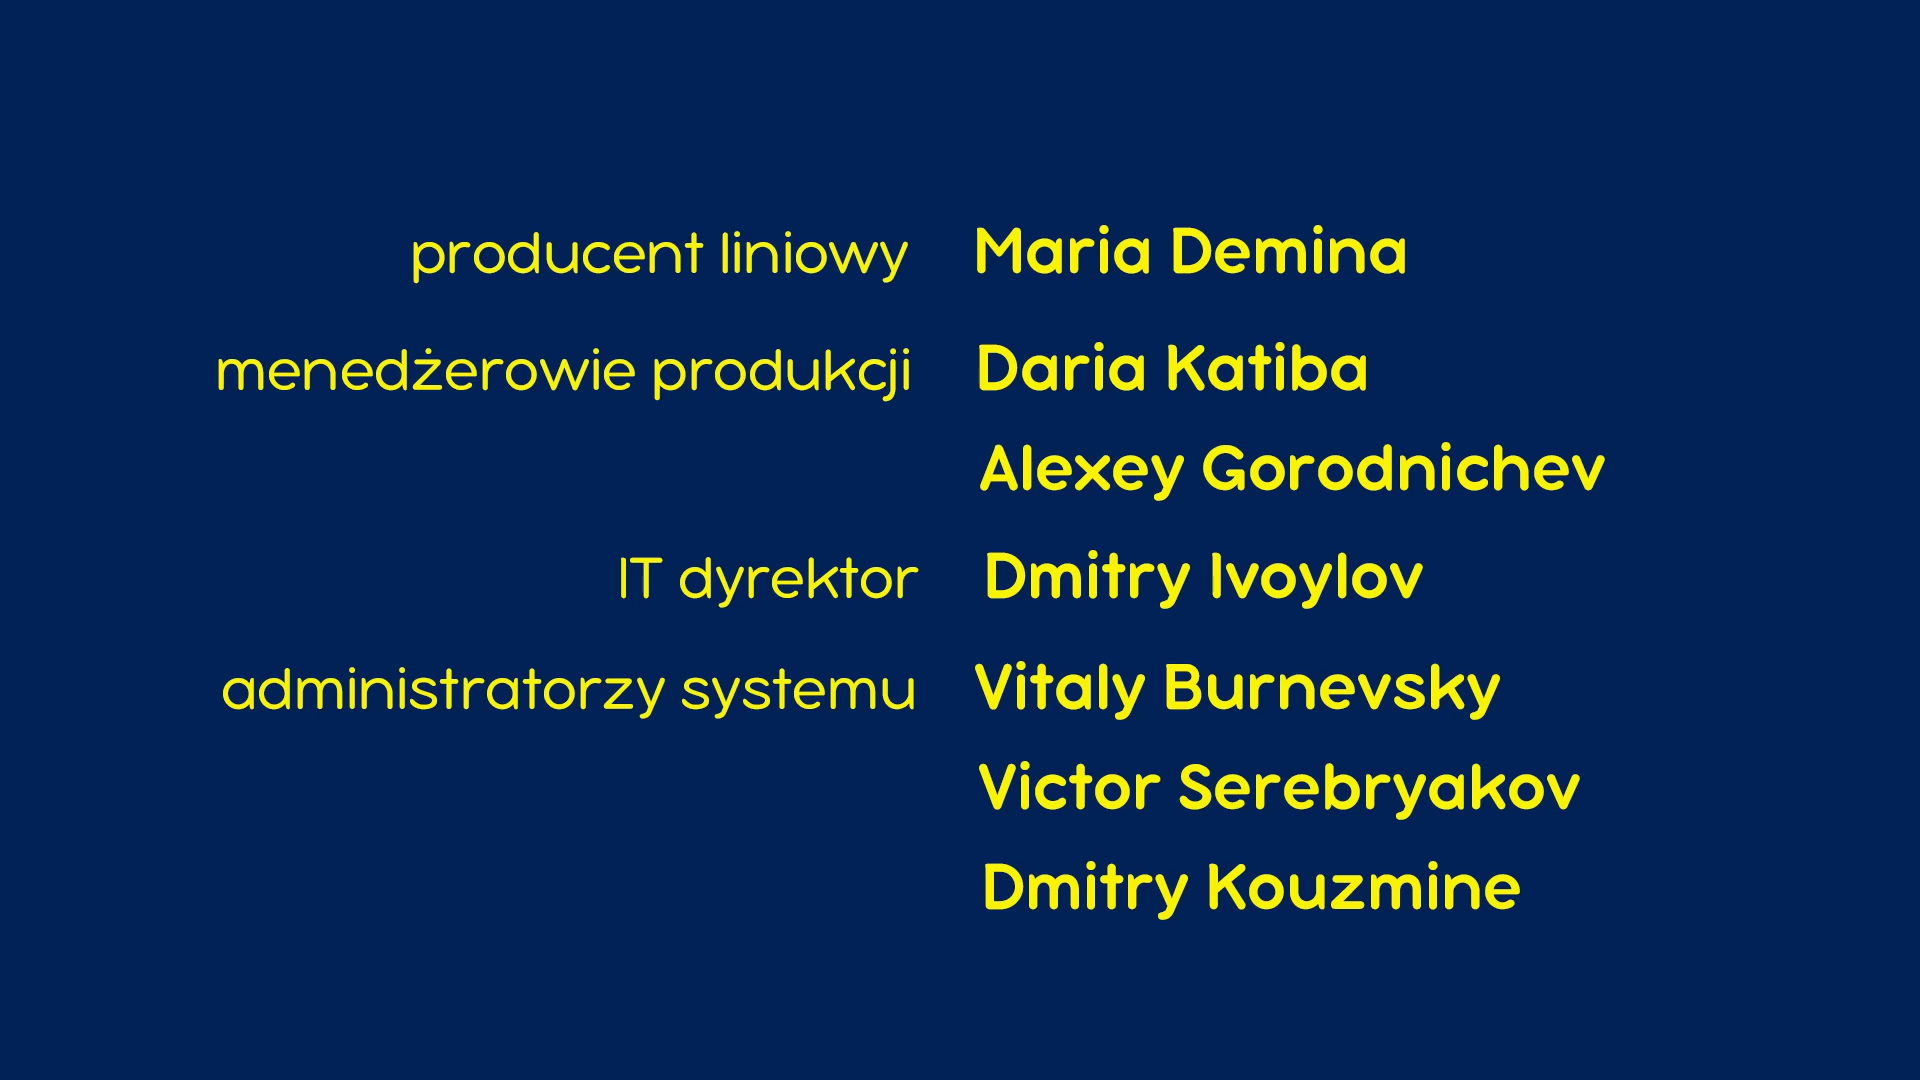 producent liniowy Maria Demina
menedżerowie produkcji Daria Katiba
Alexey Gorodnichev
IT dyrektor Dmitry Ivoylov
administratorzy systemu Vitaly Burnevsky
Victor Serebryakov
Dmitry Kouzmine